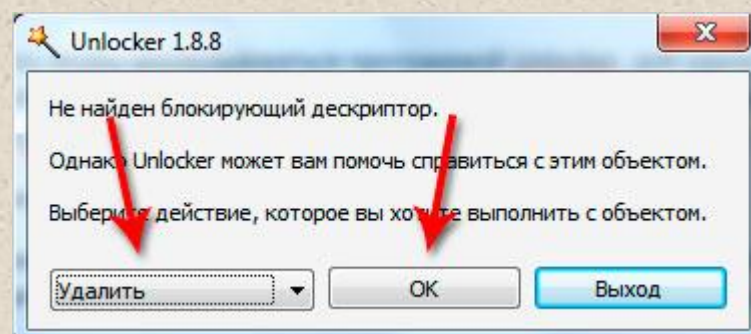 Unlocker 1.8.8
Не найден блокирующий дескриптор.
Однако Unlocker может вам помочь справиться с этим объектом.
Выберите действие, которое вы хотите выполнить с объектом.
Удалить OK Выход